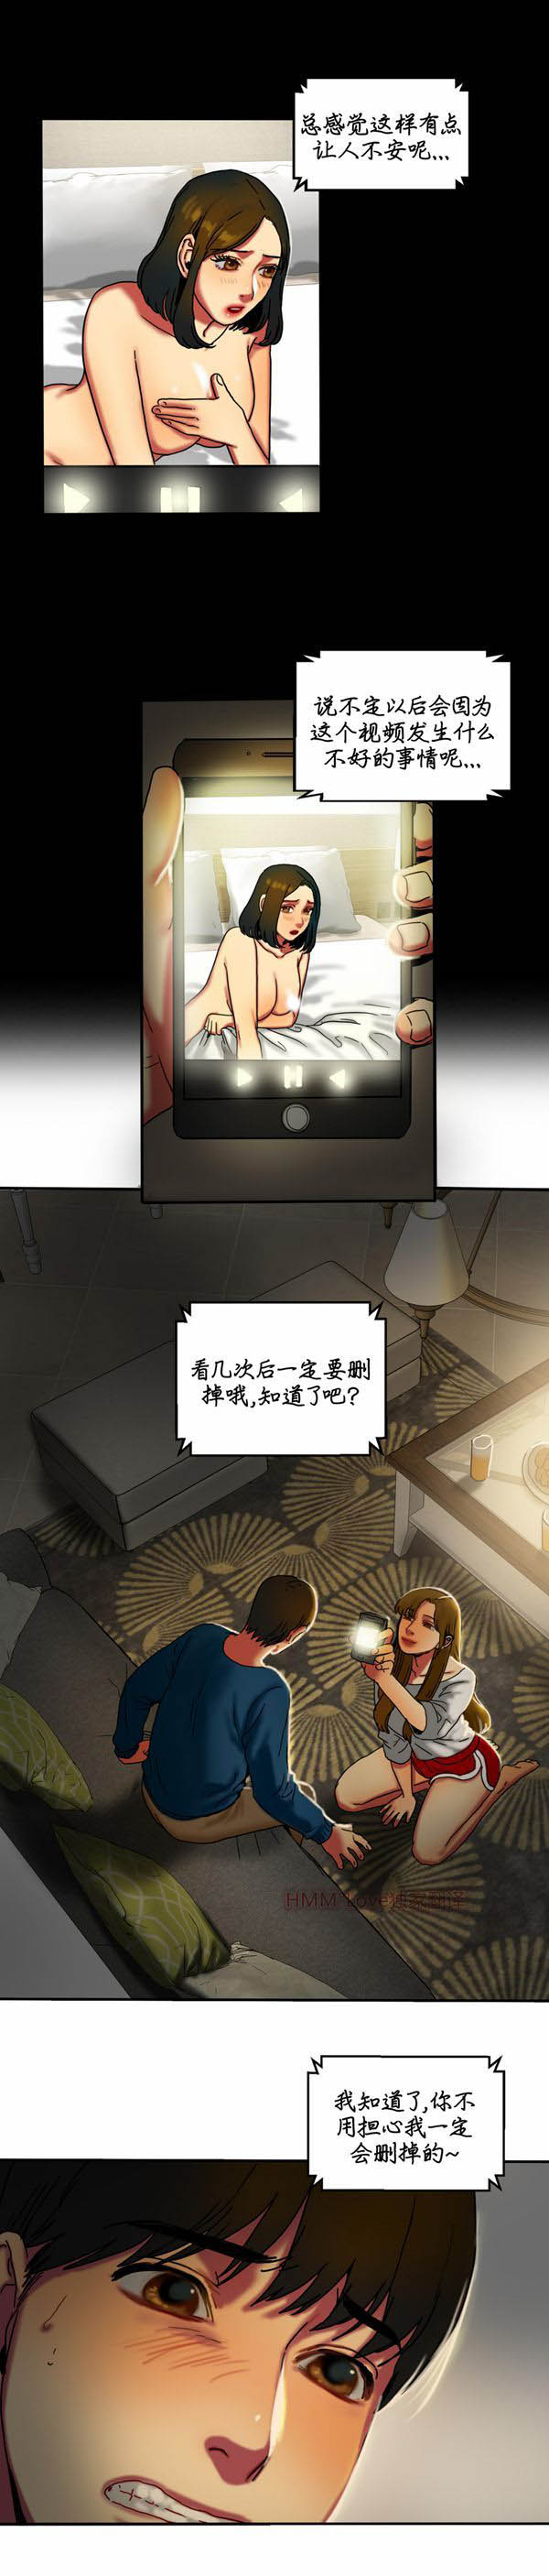 总感觉这样有点
让人不安呢...
说不定以后会因为
这个视频发生什么
不好的事情呢...
看几次后一定要删
掉哦,知道了吧?
HMM Love
我知道了,你不
用担心我一定
会删掉的~